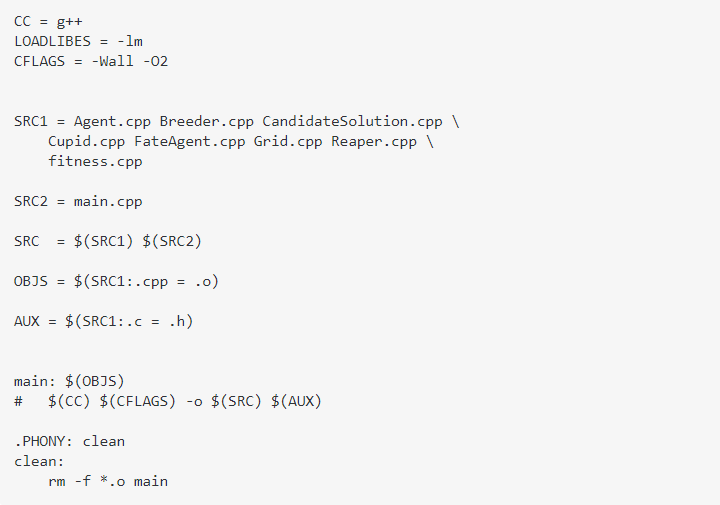 CC = g++
LOADLIBES = -lm
CFLAGS = -Wall -O2
SRC1 = Agent.cpp Breeder.cpp CandidateSolution.cpp \
    Cupid.cpp FateAgent.cpp Grid.cpp Reaper.cpp \
    fitness.cpp
SRC2 = main.cpp
SRC  = $(SRC1) $(SRC2)
OBJS = $(SRC1:.cpp = .o)
AUX = $(SRC1:.c = .h)
main: $(OBJS)
#   $(CC) $(CFLAGS) -o $(SRC) $(AUX)
.PHONY: clean
clean:
    rm -f *.o main